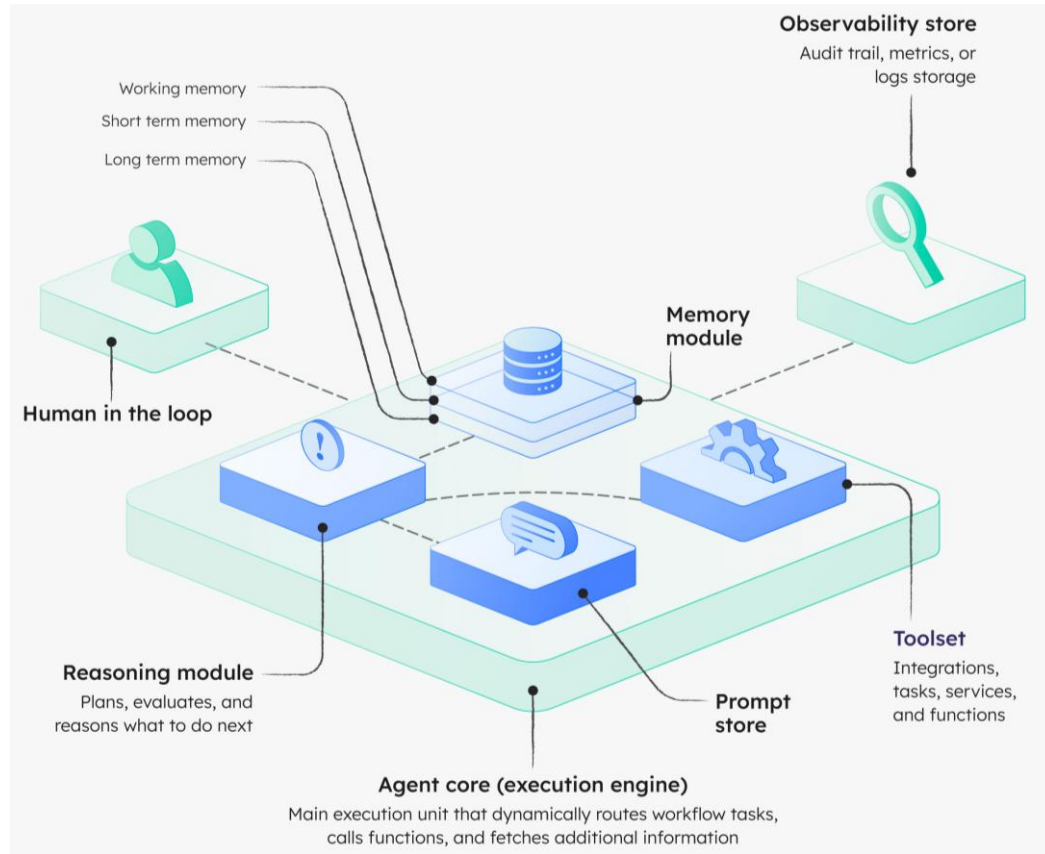 Observability store
Audit trail, metrics, or
logs storage
Working memory
Short term memory
Long term memory
Memory
module
Human in the loop
Toolset
Integrations,
tasks, services,
and functions
Reasoning module
Plans, evaluates, and
reasons what to do next
Prompt
store
Agent core (execution engine)
Main execution unit that dynamically routes workflow tasks,
calls functions, and fetches additional information